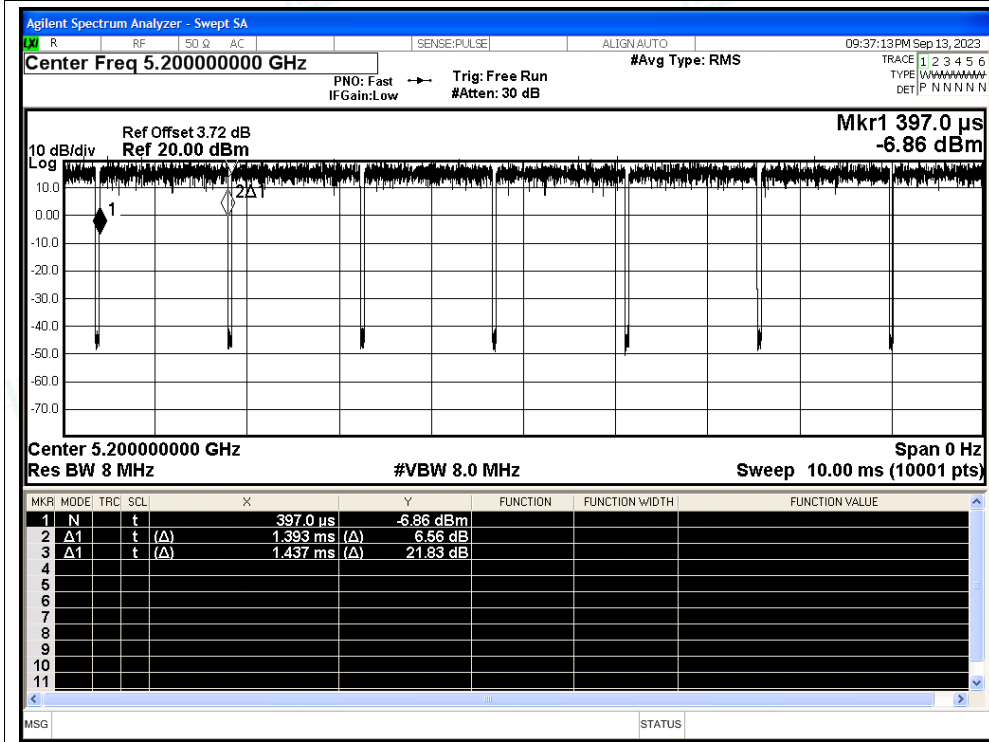 Agilent Spectrum Analyzer - Swept SA
LXI R RF 50 Ω AC SENSE:PULSE ALIGN AUTO 09:37:13 PM Sep 13, 2023
Center Freq 5.200000000 GHz #Avg Type: RMS TRACE 1 2 3 4 5 6
PNO: Fast Trig: Free Run TYPE
IFGain:Low #Atten: 30 dB DET P N N N N N
Ref Offset 3.72 dB Mkr1 397.0 µs
10 dB/div Ref 20.00 dBm -6.86 dBm
Log
10.0
2Δ1
1
0.00
-10.0
-20.0
-30.0
-40.0
-50.0
-60.0
-70.0
Center 5.200000000 GHz Span 0 Hz
Res BW 8 MHz #VBW 8.0 MHz Sweep 10.00 ms (10001 pts)
MKR MODE TRC SCL X Y FUNCTION FUNCTION WIDTH FUNCTION VALUE
1 N t 397.0 µs -6.86 dBm
2 Δ1 t (Δ) 1.393 ms (Δ) 6.56 dB
3 Δ1 t (Δ) 1.437 ms (Δ) 21.83 dB
4
5
6
7
8
9
10
11
MSG STATUS